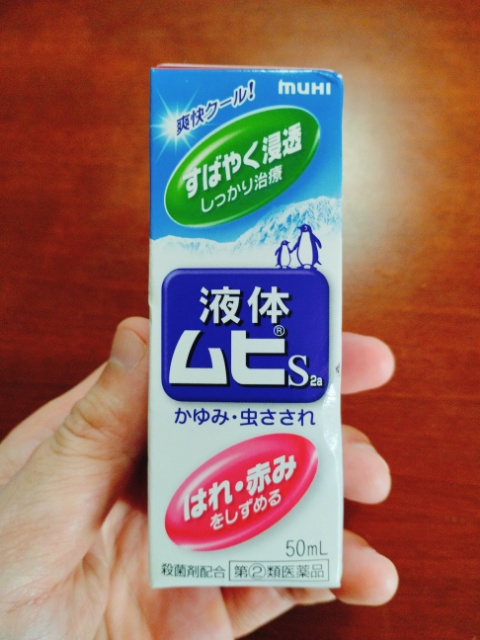 muHI
爽快クール!
すばやく浸透
しっかり治療
液体
ムヒ®S2a
かゆみ・虫さされ
はれ・赤み
をしずめる
50mL
殺菌剤配合 指定②類医薬品